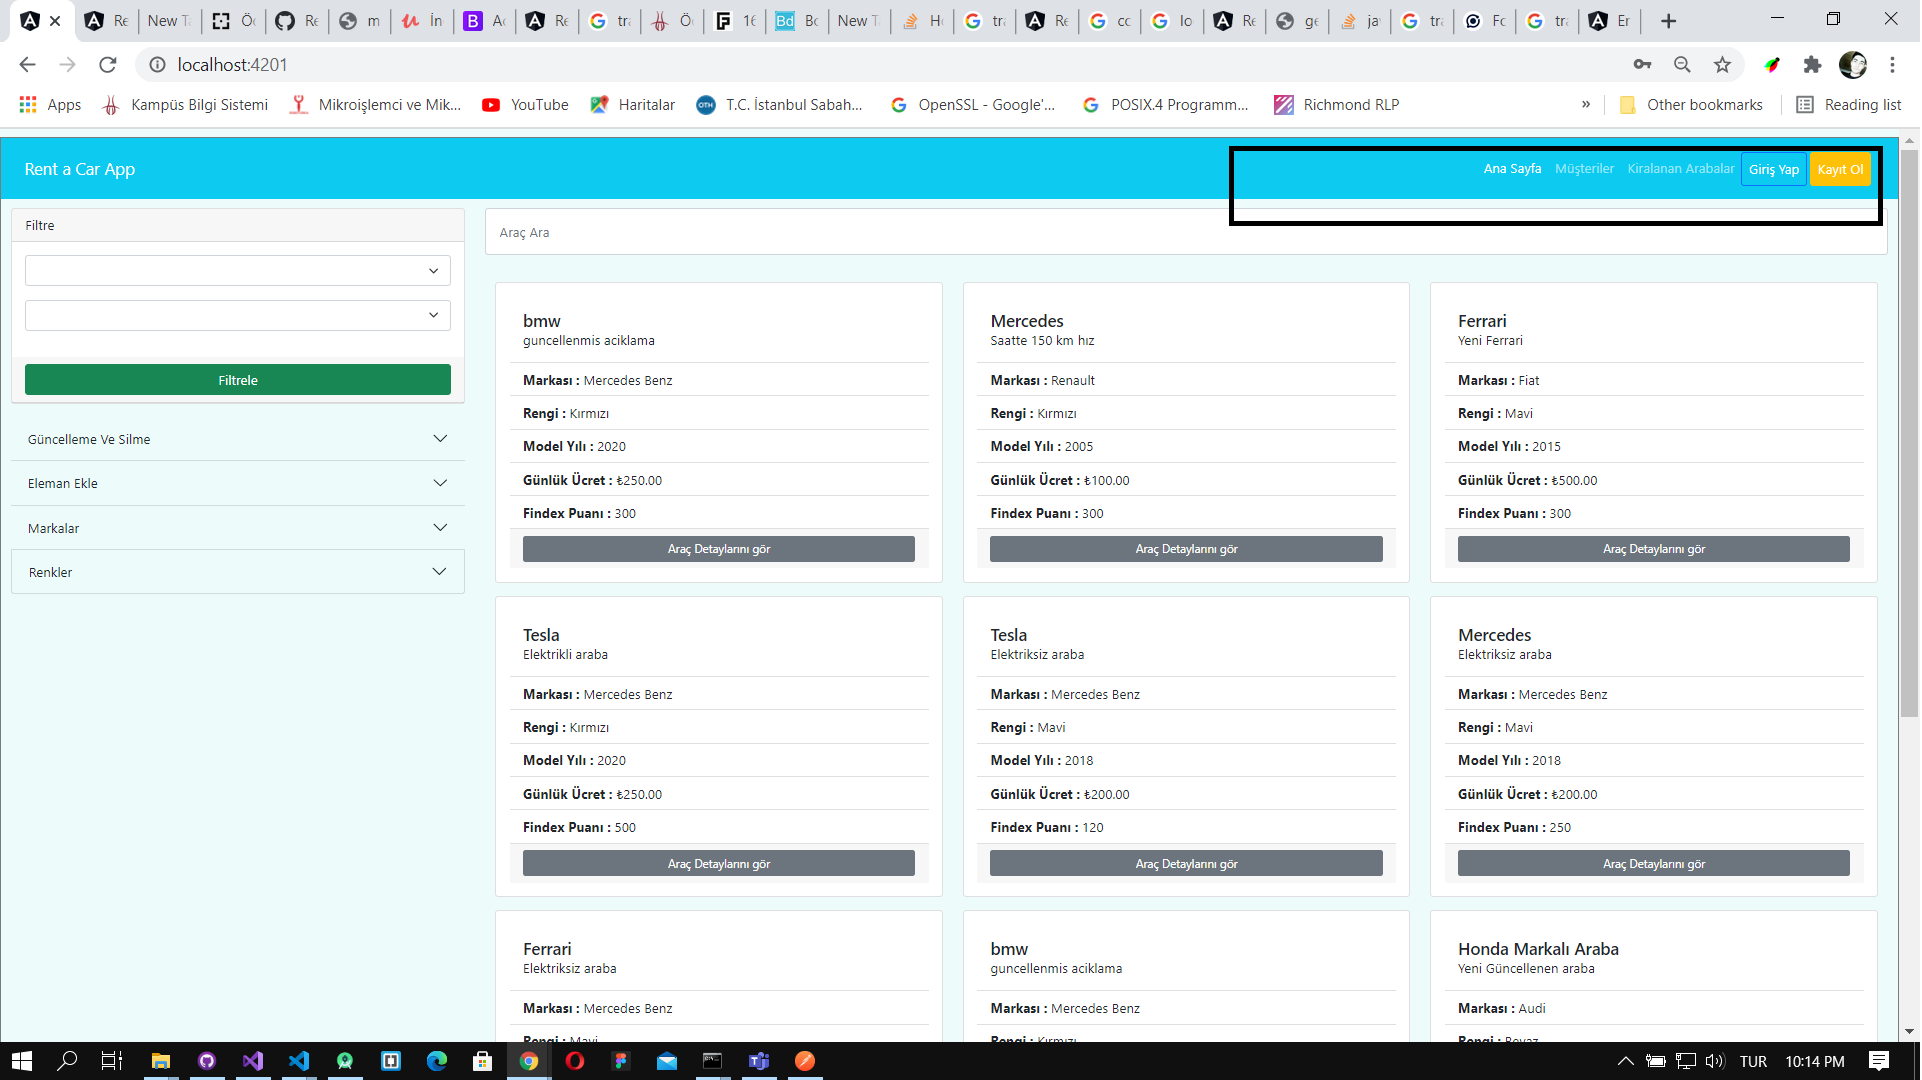 Re
New Ta
Ö
Re
m
İn
Ac
Re
tra
Ö
16
Bo
New Ta
Ho
tra
Re
co
lo
Re
ge
ja
tra
Fo
tra
Er
localhost:4201
Apps
Kampüs Bilgi Sistemi
Mikroişlemci ve Mik...
YouTube
Haritalar
T.C. İstanbul Sabah...
OpenSSL - Google'...
POSIX.4 Programm...
Richmond RLP
»
Other bookmarks
Reading list
Rent a Car App
Ana Sayfa
Müşteriler
Kiralanan Arabalar
Giriş Yap
Kayıt Ol
Filtre
Filtrele
Güncelleme Ve Silme
Eleman Ekle
Markalar
Renkler
Araç Ara
bmw
guncellenmis aciklama
Markası : Mercedes Benz
Rengi : Kırmızı
Model Yılı : 2020
Günlük Ücret : ₺250.00
Findex Puanı : 300
Araç Detaylarını gör
Mercedes
Saatte 150 km hız
Markası : Renault
Rengi : Kırmızı
Model Yılı : 2005
Günlük Ücret : ₺100.00
Findex Puanı : 300
Araç Detaylarını gör
Ferrari
Yeni Ferrari
Markası : Fiat
Rengi : Mavi
Model Yılı : 2015
Günlük Ücret : ₺500.00
Findex Puanı : 300
Araç Detaylarını gör
Tesla
Elektrikli araba
Markası : Mercedes Benz
Rengi : Kırmızı
Model Yılı : 2020
Günlük Ücret : ₺250.00
Findex Puanı : 500
Araç Detaylarını gör
Tesla
Elektriksiz araba
Markası : Mercedes Benz
Rengi : Mavi
Model Yılı : 2018
Günlük Ücret : ₺200.00
Findex Puanı : 120
Araç Detaylarını gör
Mercedes
Elektriksiz araba
Markası : Mercedes Benz
Rengi : Mavi
Model Yılı : 2018
Günlük Ücret : ₺200.00
Findex Puanı : 250
Araç Detaylarını gör
Ferrari
Elektriksiz araba
Markası : Mercedes Benz
Rengi : Mavi
bmw
guncellenmis aciklama
Markası : Mercedes Benz
Rengi : Kırmızı
Honda Markalı Araba
Yeni Güncellenen araba
Markası : Audi
Rengi : Beyaz
TUR
10:14 PM